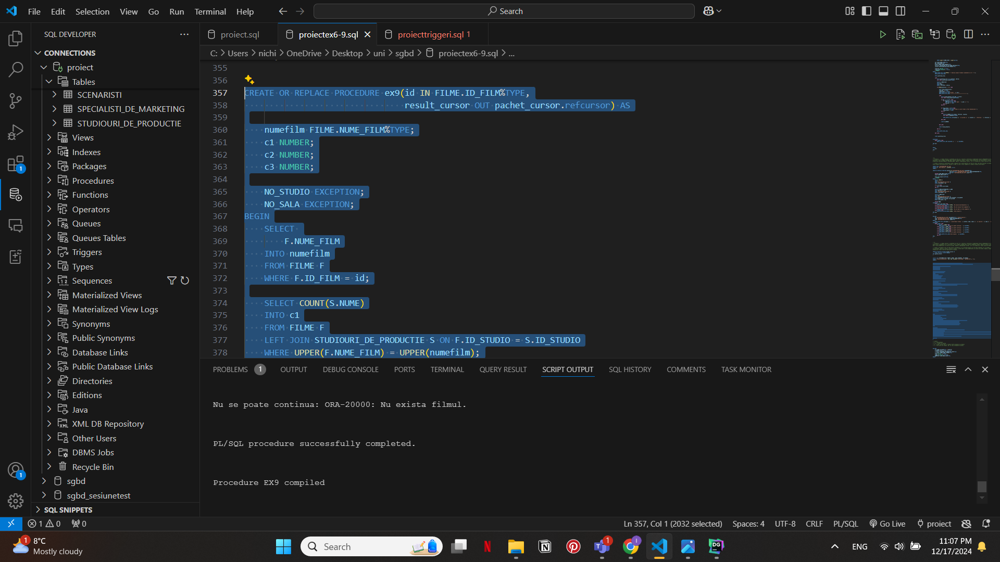 File Edit Selection View Go Run Terminal Help
Search
SQL DEVELOPER
project.sql
proiectex6-9.sql
proiecttriggeri.sql 1
CONNECTIONS
C: > Users > nichi > OneDrive > Desktop > uni > sgbd > proiectex6-9.sql > ...
proiect
Tables
SCENARISTI
SPECIALISTI_DE_MARKETING
STUDIOURI_DE_PRODUCTIE
Views
Indexes
Packages
Procedures
Functions
Operators
Queues
Queues Tables
Triggers
Types
Sequences
Materialized Views
Materialized View Logs
Synonyms
Public Synonyms
Database Links
Public Database Links
Directories
Editions
Java
XML DB Repository
Other Users
DBMS Jobs
Recycle Bin
sgbd
sgbd_sesiunetest
SQL SNIPPETS
1
1
355
356
357 CREATE OR REPLACE PROCEDURE ex9(id IN FILME.ID_FILM%TYPE,
358 result_cursor OUT pachet_cursor.refcursor) AS
359
360 numefilm FILME.NUME_FILM%TYPE;
361 c1 NUMBER;
362 c2 NUMBER;
363 c3 NUMBER;
364
365 NO_STUDIO EXCEPTION;
366 NO_SALA EXCEPTION;
367 BEGIN
368 SELECT
369 F.NUME_FILM
370 INTO numefilm
371 FROM FILME F
372 WHERE F.ID_FILM = id;
373
374 SELECT COUNT(S.NUME)
375 INTO c1
376 FROM FILME F
377 LEFT JOIN STUDIOURI_DE_PRODUCTIE S ON F.ID_STUDIO = S.ID_STUDIO
378 WHERE UPPER(F.NUME_FILM) = UPPER(numefilm);
PROBLEMS 1 OUTPUT DEBUG CONSOLE PORTS TERMINAL QUERY RESULT SCRIPT OUTPUT SQL HISTORY COMMENTS TASK MONITOR
Nu se poate continua: ORA-20000: Nu exista filmul.
PL/SQL procedure successfully completed.
Procedure EX9 compiled
1 0 0
Ln 357, Col 1 (2032 selected) Spaces: 4 UTF-8 CRLF PL/SQL Go Live proiect
1
8°C
Mostly cloudy
Search
N
DG
1
ENG
11:07 PM
12/17/2024